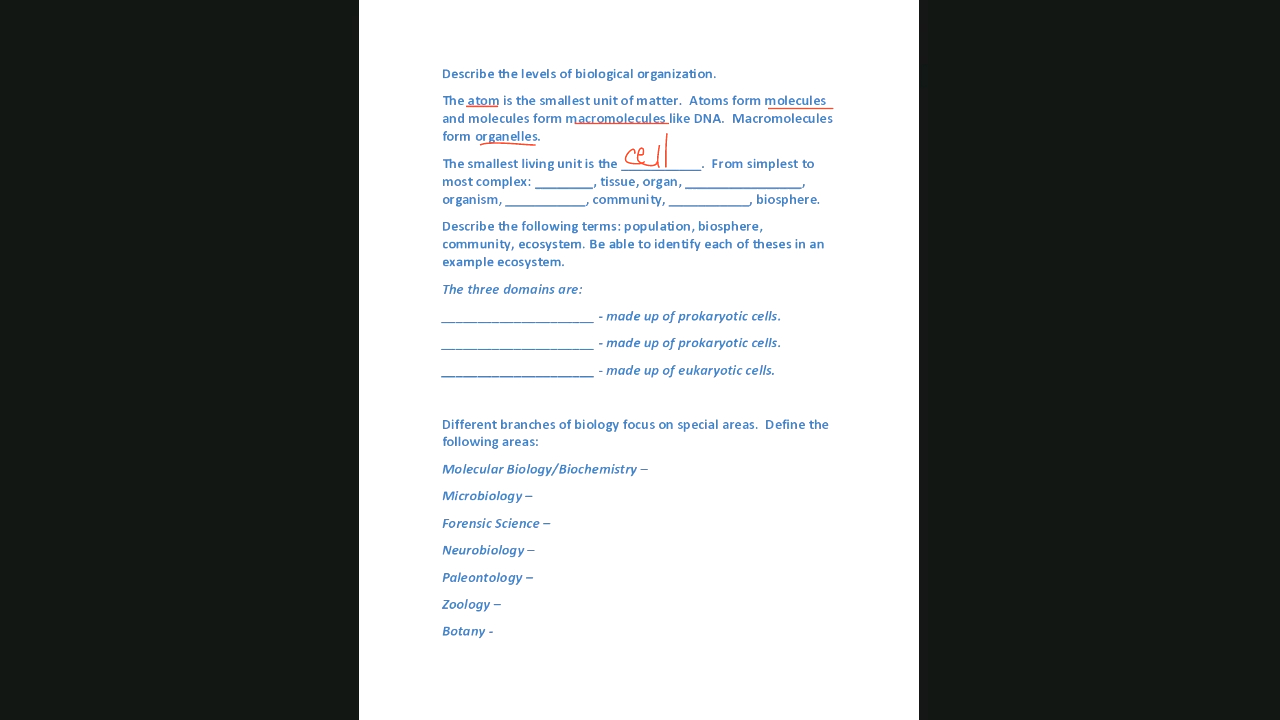 Describe the levels of biological organization.
The atom is the smallest unit of matter.  Atoms form molecules
and molecules form macromolecules like DNA.  Macromolecules
form organelles.
The smallest living unit is the cell.  From simplest to
most complex: ________, tissue, organ, ________________,
organism, ___________, community, ___________, biosphere.
Describe the following terms: population, biosphere,
community, ecosystem. Be able to identify each of theses in an
example ecosystem.
The three domains are:
_____________________ - made up of prokaryotic cells.
_____________________ - made up of prokaryotic cells.
_____________________ - made up of eukaryotic cells.
Different branches of biology focus on special areas.  Define the
following areas:
Molecular Biology/Biochemistry –
Microbiology –
Forensic Science –
Neurobiology –
Paleontology –
Zoology –
Botany -